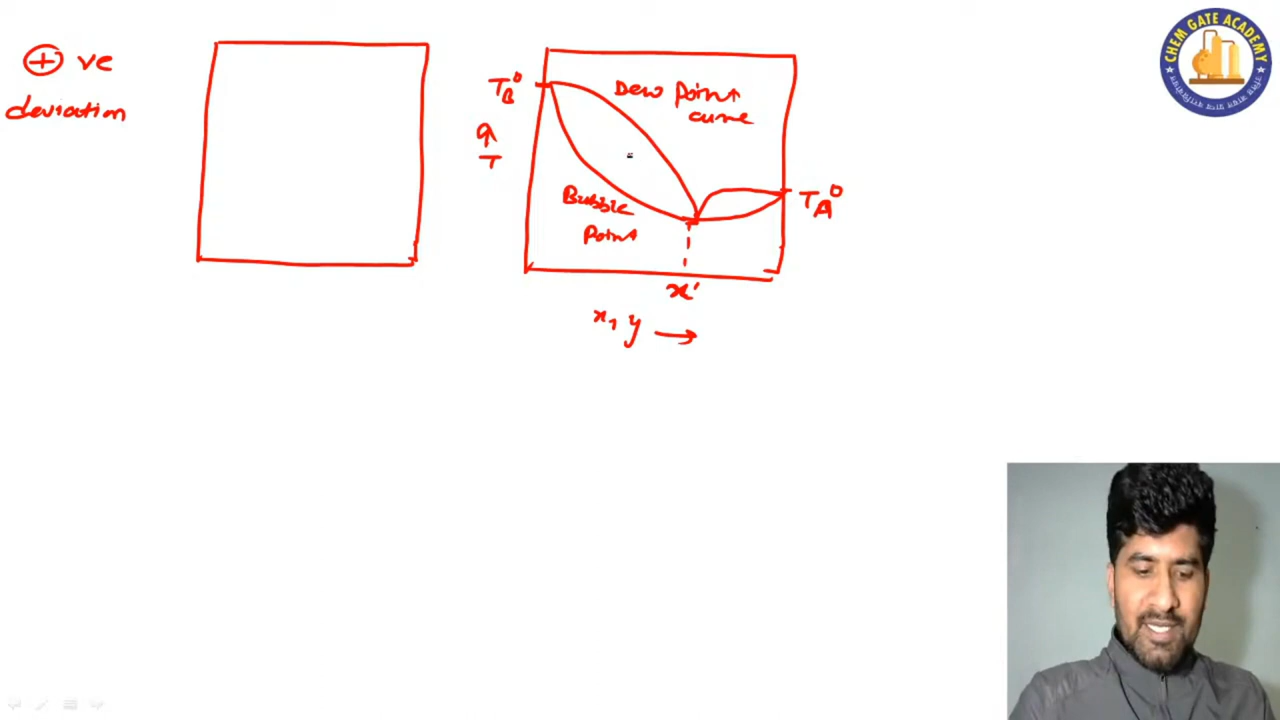 ⊕ ve
deviation
T_B°
↑
T
Dew Point
curve
Bubble
Point
T_A°
x'
x, y →
CHEM GATE ACADEMY